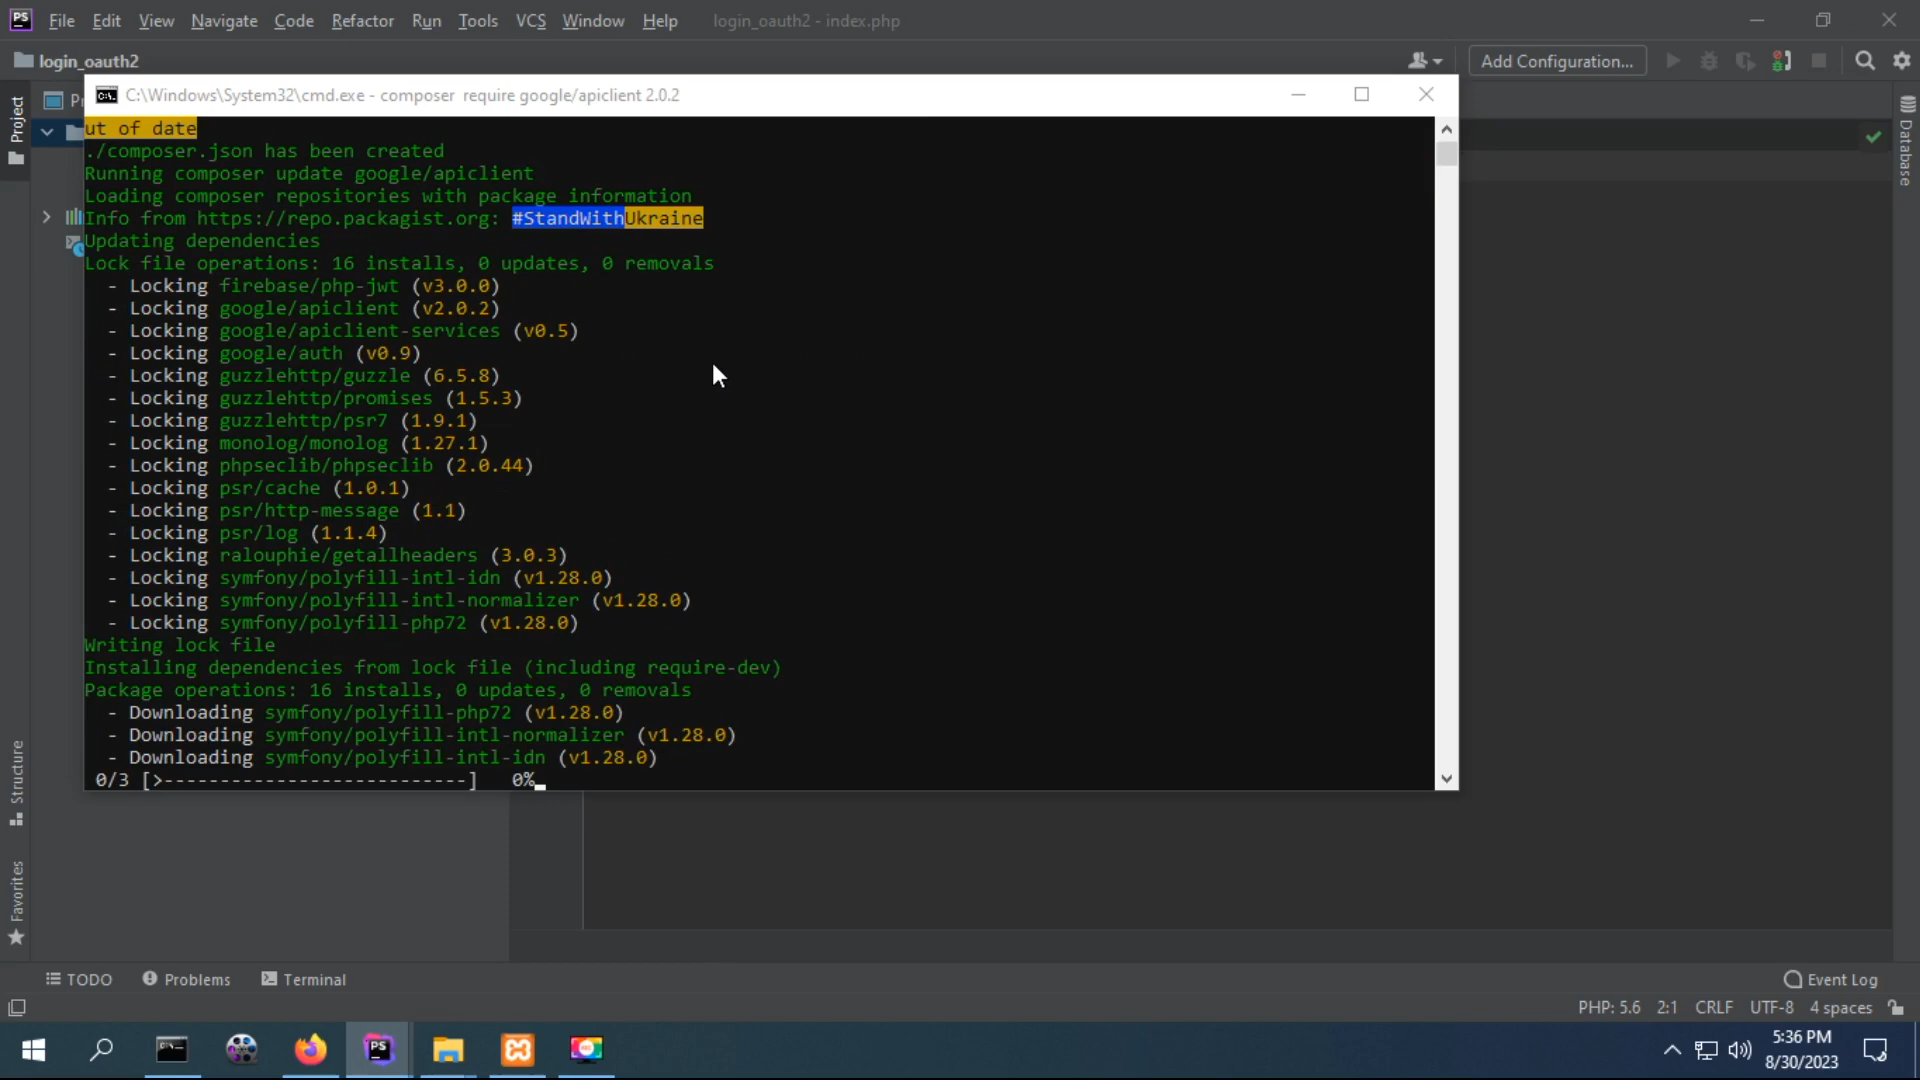 PS File Edit View Navigate Code Refactor Run Tools VCS Window Help login_oauth2 - index.php
login_oauth2
Add Configuration...
C:\Windows\System32\cmd.exe - composer  require google/apiclient 2.0.2
Project
P
Database
ut of date
./composer.json has been created
Running composer update google/apiclient
Loading composer repositories with package information
Info from https://repo.packagist.org: #StandWithUkraine
Updating dependencies
Lock file operations: 16 installs, 0 updates, 0 removals
- Locking firebase/php-jwt (v3.0.0)
- Locking google/apiclient (v2.0.2)
- Locking google/apiclient-services (v0.5)
- Locking google/auth (v0.9)
- Locking guzzlehttp/guzzle (6.5.8)
- Locking guzzlehttp/promises (1.5.3)
- Locking guzzlehttp/psr7 (1.9.1)
- Locking monolog/monolog (1.27.1)
- Locking phpseclib/phpseclib (2.0.44)
- Locking psr/cache (1.0.1)
- Locking psr/http-message (1.1)
- Locking psr/log (1.1.4)
- Locking ralouphie/getallheaders (3.0.3)
- Locking symfony/polyfill-intl-idn (v1.28.0)
- Locking symfony/polyfill-intl-normalizer (v1.28.0)
- Locking symfony/polyfill-php72 (v1.28.0)
Writing lock file
Installing dependencies from lock file (including require-dev)
Package operations: 16 installs, 0 updates, 0 removals
- Downloading symfony/polyfill-php72 (v1.28.0)
- Downloading symfony/polyfill-intl-normalizer (v1.28.0)
- Downloading symfony/polyfill-intl-idn (v1.28.0)
0/3 [>---------------------------]   0%
Structure
Favorites
TODO Problems Terminal Event Log
PHP: 5.6 2:1 CRLF UTF-8 4 spaces
PS
5:36 PM
8/30/2023